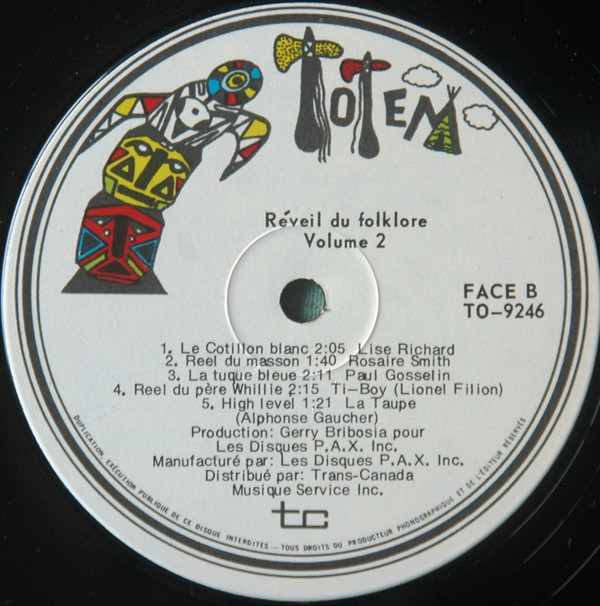 TOTEM
Réveil du folklore
Volume 2
FACE B
TO-9246
1. Le Cotillon blanc 2:05 Lise Richard
2. Reel du masson 1:40 Rosaire Smith
3. La tuque bleue 2:11 Paul Gosselin
4. Reel du père Whillie 2:15 Ti-Boy (Lionel Filion)
5. High level 1:21 La Taupe
(Alphonse Gaucher)
Production: Gerry Bribosia pour
Les Disques P.A.X. Inc.
Manufacturé par: Les Disques P.A.X. Inc.
Distribué par: Trans-Canada
Musique Service Inc.
tc
DUPLICATION, EXÉCUTION PUBLIQUE DE CE DISQUE INTERDITES - TOUS DROITS DU PRODUCTEUR PHONOGRAPHIQUE ET DE L'ÉDITEUR RÉSERVÉS